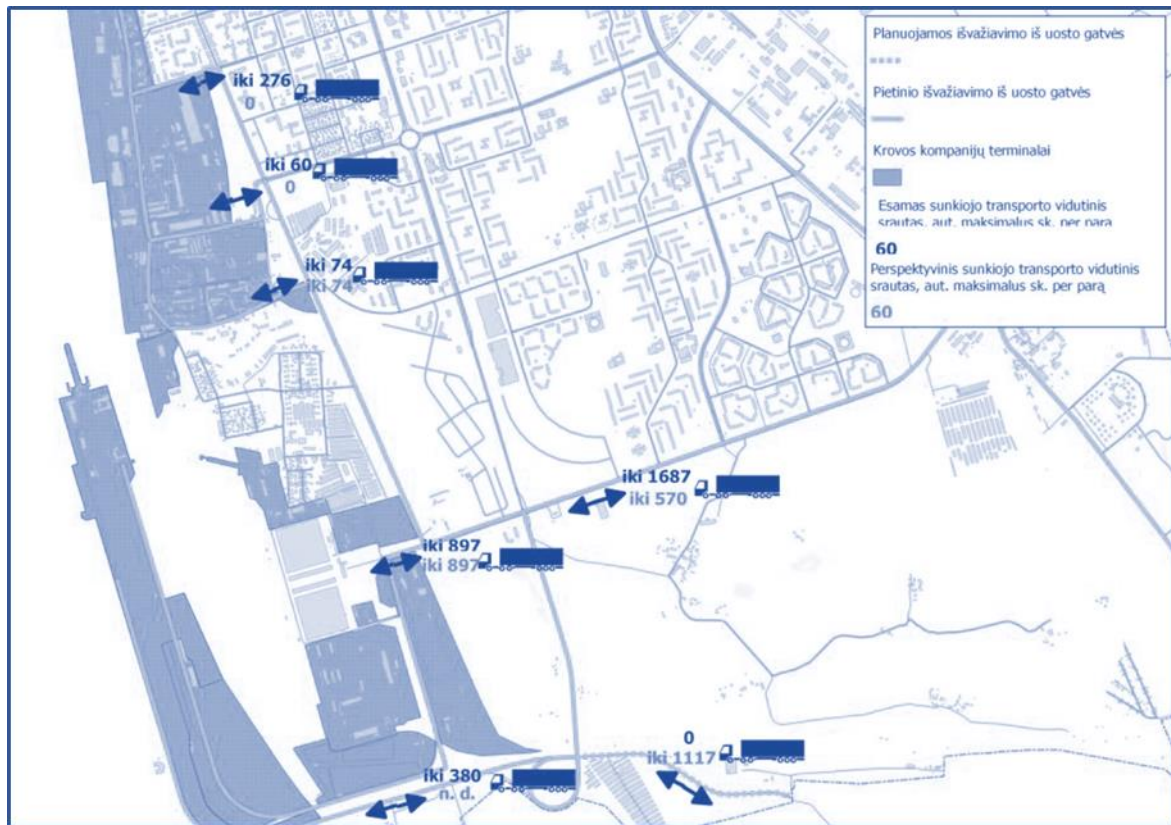 Planuojamos išvažiavimo iš uosto gatvės
Pietinio išvažiavimo iš uosto gatvės
Krovos kompanijų terminalai
Esamas sunkiojo transporto vidutinis
srautas, aut. maksimalus sk. per parą
60
Perspektyvinis sunkiojo transporto vidutinis
srautas, aut. maksimalus sk. per parą
60
iki 276
0
iki 60
0
iki 74
iki 74
iki 1687
iki 570
iki 897
iki 897
0
iki 1117
iki 380
n. d.